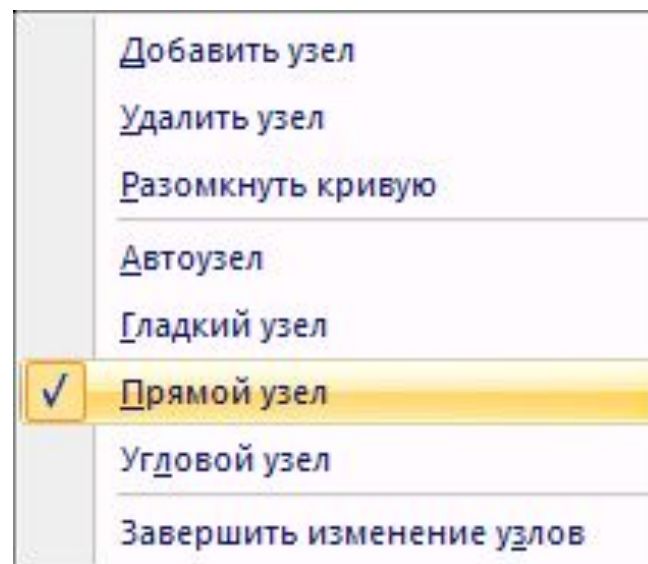 Добавить узел
Удалить узел
Разомкнуть кривую
Автоузел
Гладкий узел
Прямой узел
Угловой узел
Завершить изменение узлов